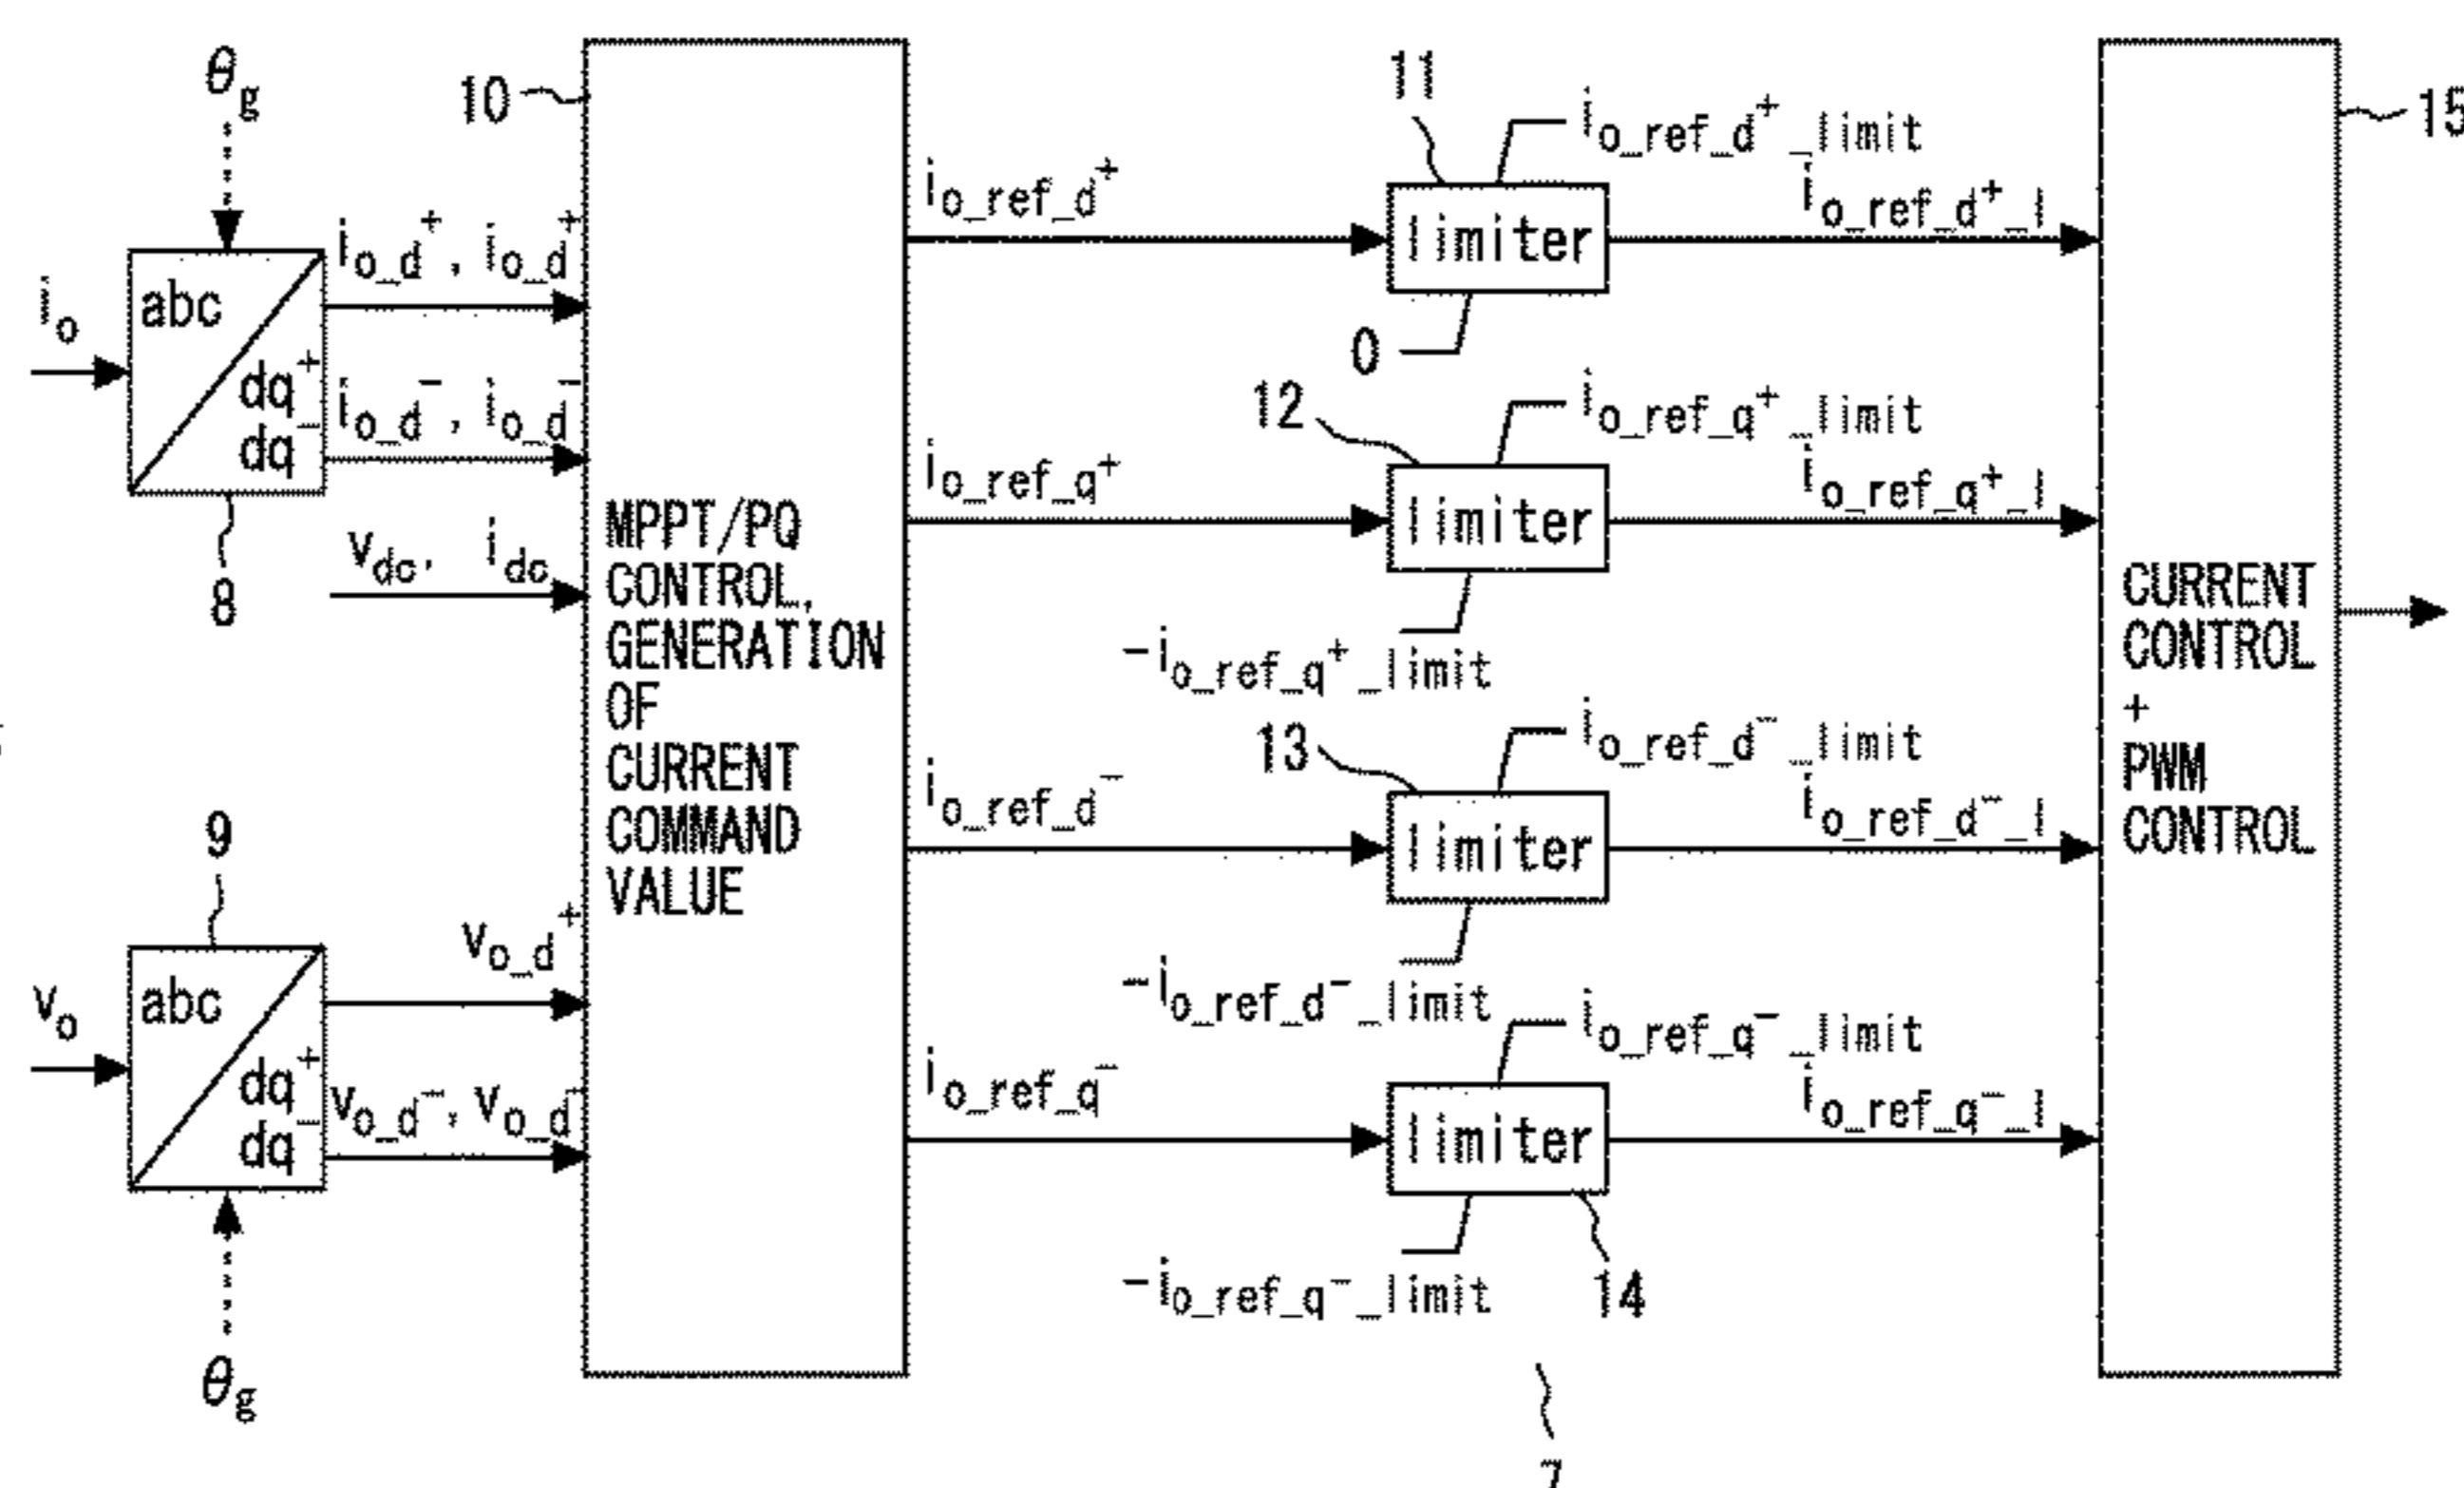 θg
io
abc
dq+
dq−
8
io_d+, io_d+
io_d−, io_d−
vdc, idc
9
vo
abc
dq+
dq−
θg
vo_d+
vo_d−, vo_d−
10
MPPT/PQ
CONTROL,
GENERATION
OF
CURRENT
COMMAND
VALUE
io_ref_d+
11
limiter
io_ref_d+_limit
0
io_ref_d+_l
io_ref_q+
12
limiter
io_ref_q+_limit
-io_ref_q+_limit
io_ref_q+_l
io_ref_d−
13
limiter
io_ref_d−_limit
-io_ref_d−_limit
io_ref_d−_l
io_ref_q−
limiter
14
io_ref_q−_limit
-io_ref_q−_limit
io_ref_q−_l
15
CURRENT
CONTROL
+
PWM
CONTROL
7